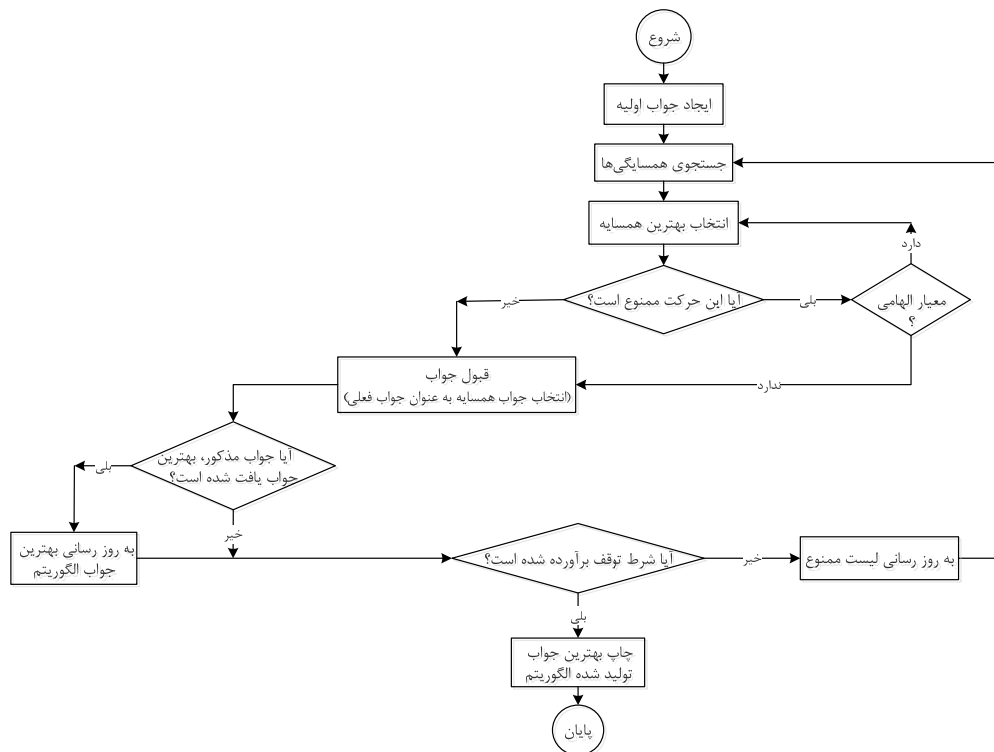 شروع
ایجاد جواب اولیه
جستجوی همسایگی‌ها
انتخاب بهترین همسایه
دارد
آیا این حرکت ممنوع است؟
خیر
بلی
معیار الهامی
؟
قبول جواب
(انتخاب جواب همسایه به عنوان جواب فعلی)
ندارد
آیا جواب مذکور، بهترین
جواب یافت شده است؟
بلی
خیر
به روز رسانی بهترین
جواب الگوریتم
آیا شرط توقف برآورده شده است؟
خیر
به روز رسانی لیست ممنوع
بلی
چاپ بهترین جواب
تولید شده الگوریتم
پایان